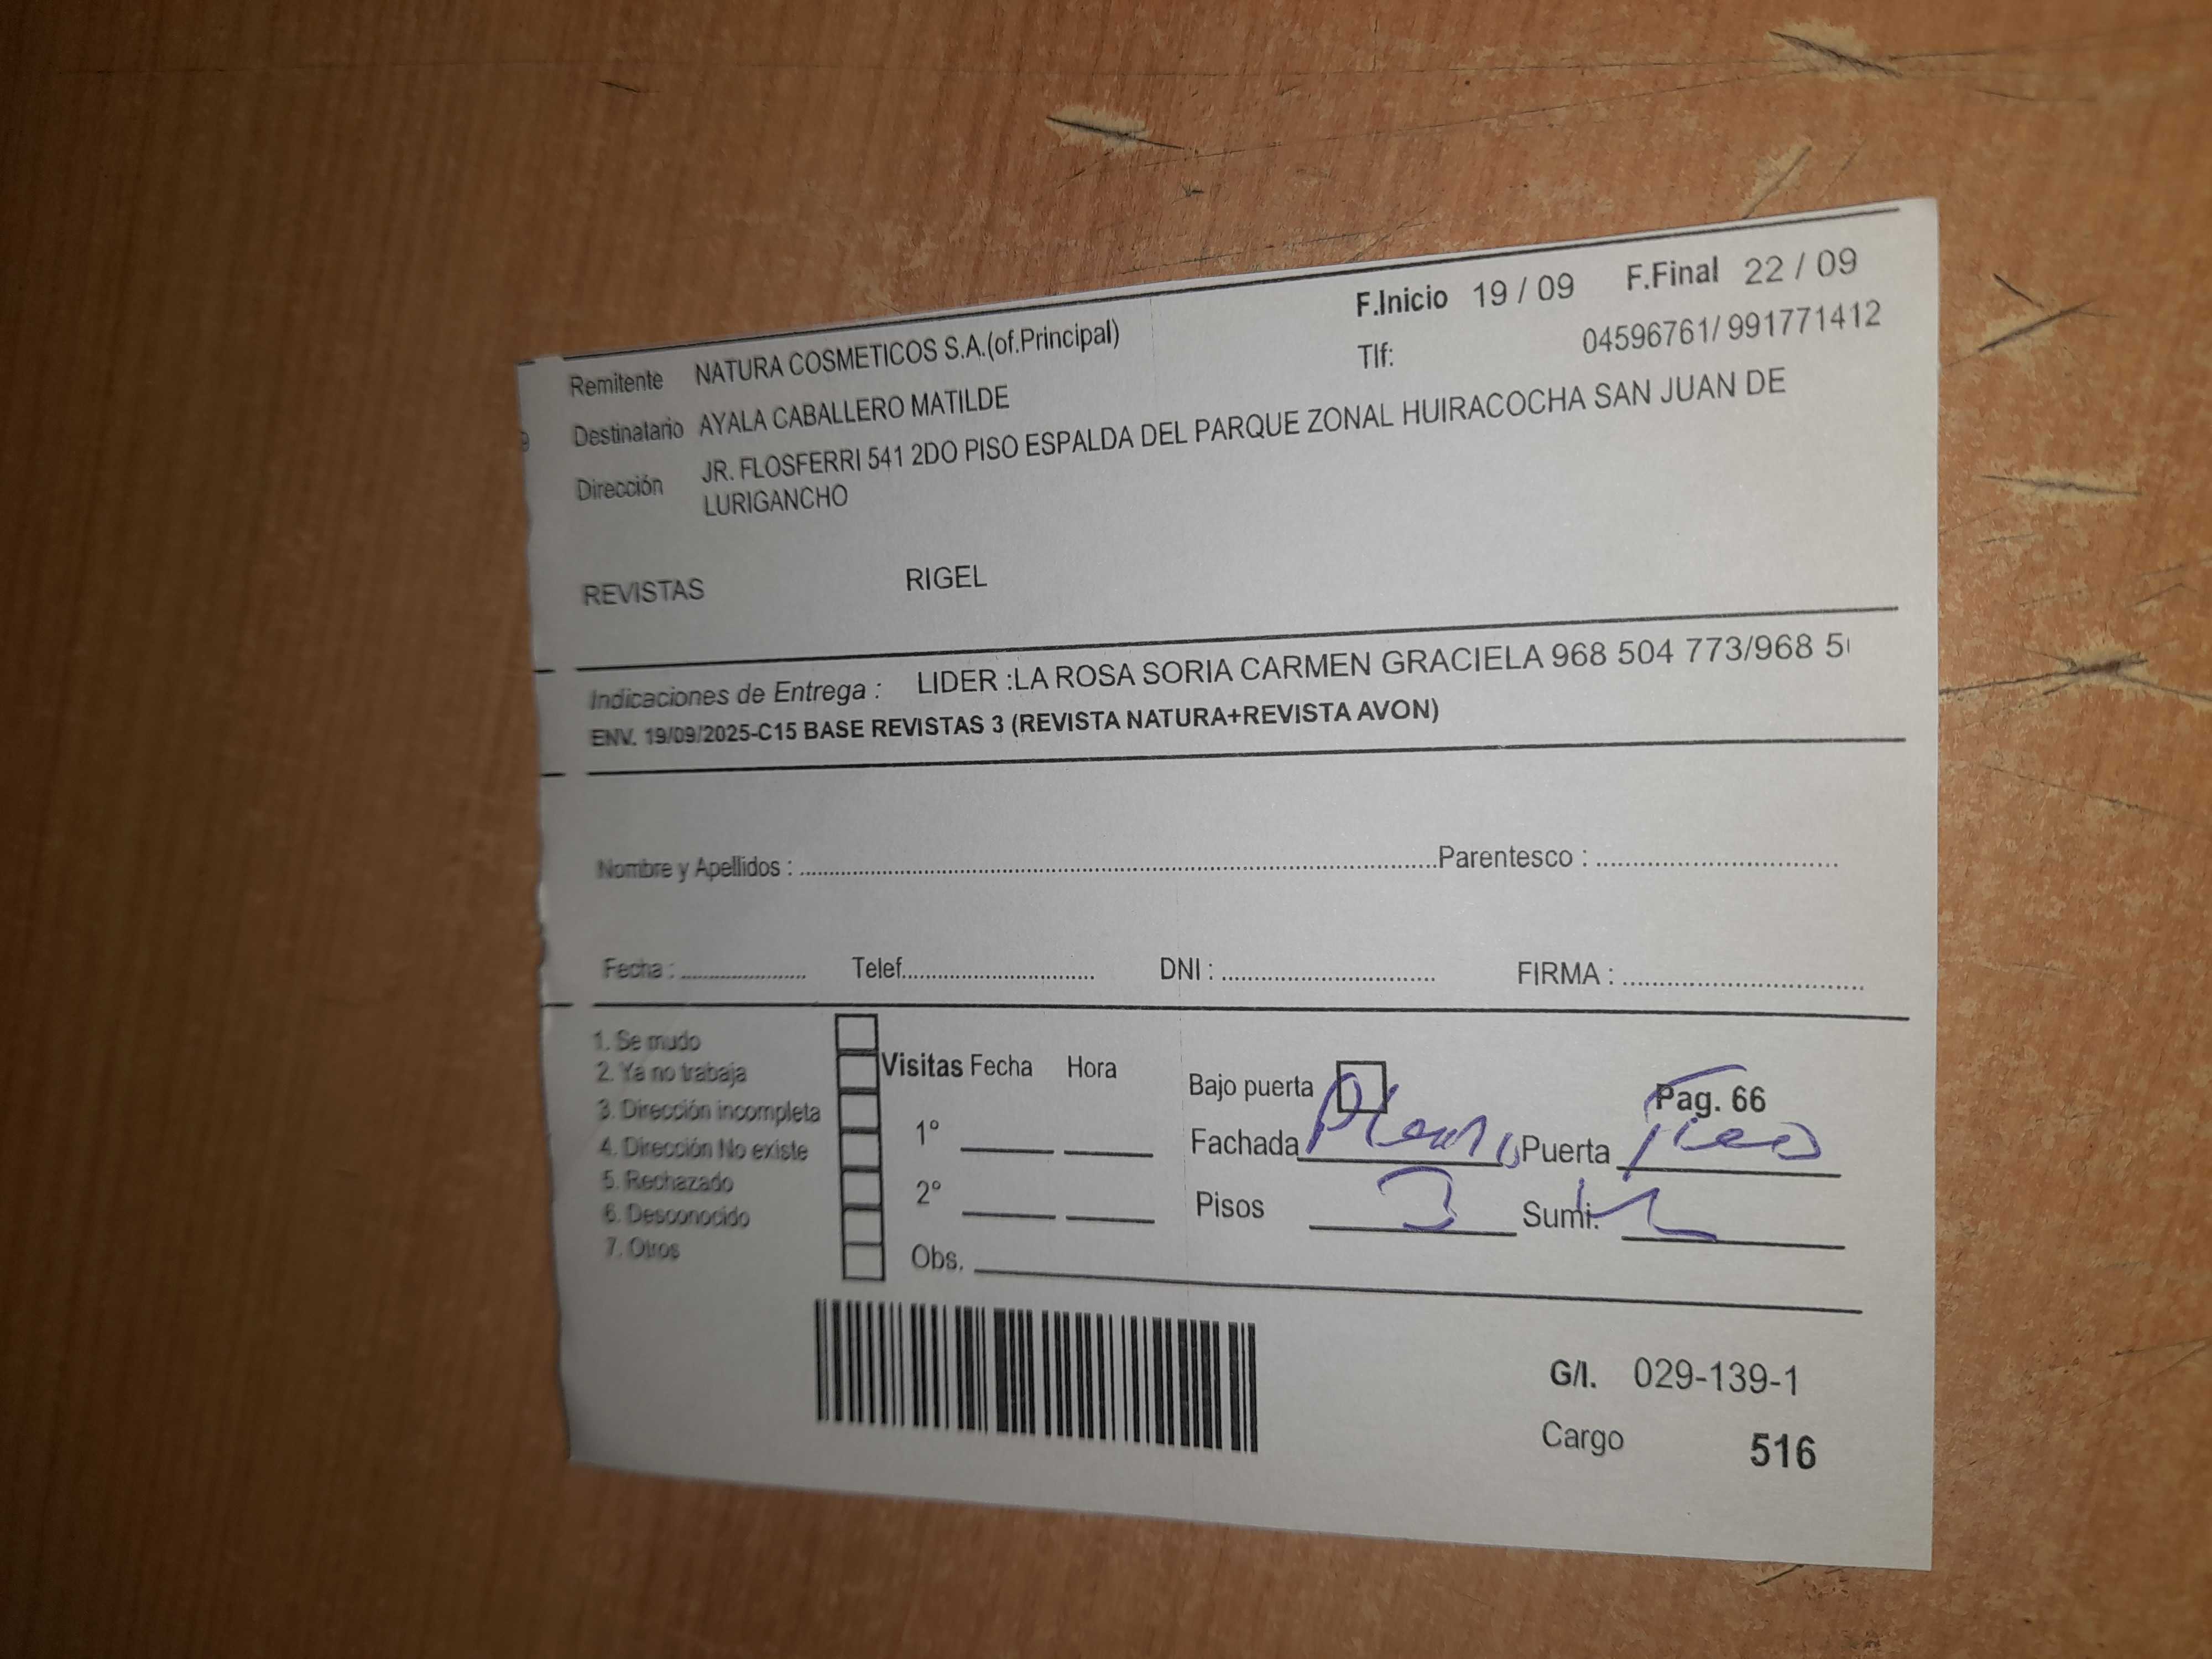 F.Inicio 19 / 09 F.Final 22 / 09
Remitente NATURA COSMETICOS S.A.(of.Principal) Tlf: 04596761/ 991771412
Destinatario AYALA CABALLERO MATILDE
Dirección JR. FLOSFERRI 541 2DO PISO ESPALDA DEL PARQUE ZONAL HUIRACOCHA SAN JUAN DE
LURIGANCHO
REVISTAS RIGEL
Indicaciones de Entrega : LIDER :LA ROSA SORIA CARMEN GRACIELA 968 504 773/968 5
ENV. 19/09/2025-C15 BASE REVISTAS 3 (REVISTA NATURA+REVISTA AVON)
Nombre y Apellidos : Parentesco :
Fecha : Telef. DNI : FIRMA :
1. Se mudo
2. Ya no trabaja
3. Dirección incompleta
4. Dirección No existe
5. Rechazado
6. Desconocido
7. Otros
Visitas Fecha Hora
1º
2º
Obs.
Bajo puerta Pag. 66
Fachada Puerta
Pisos 3 Sumi:
G/I. 029-139-1
Cargo 516